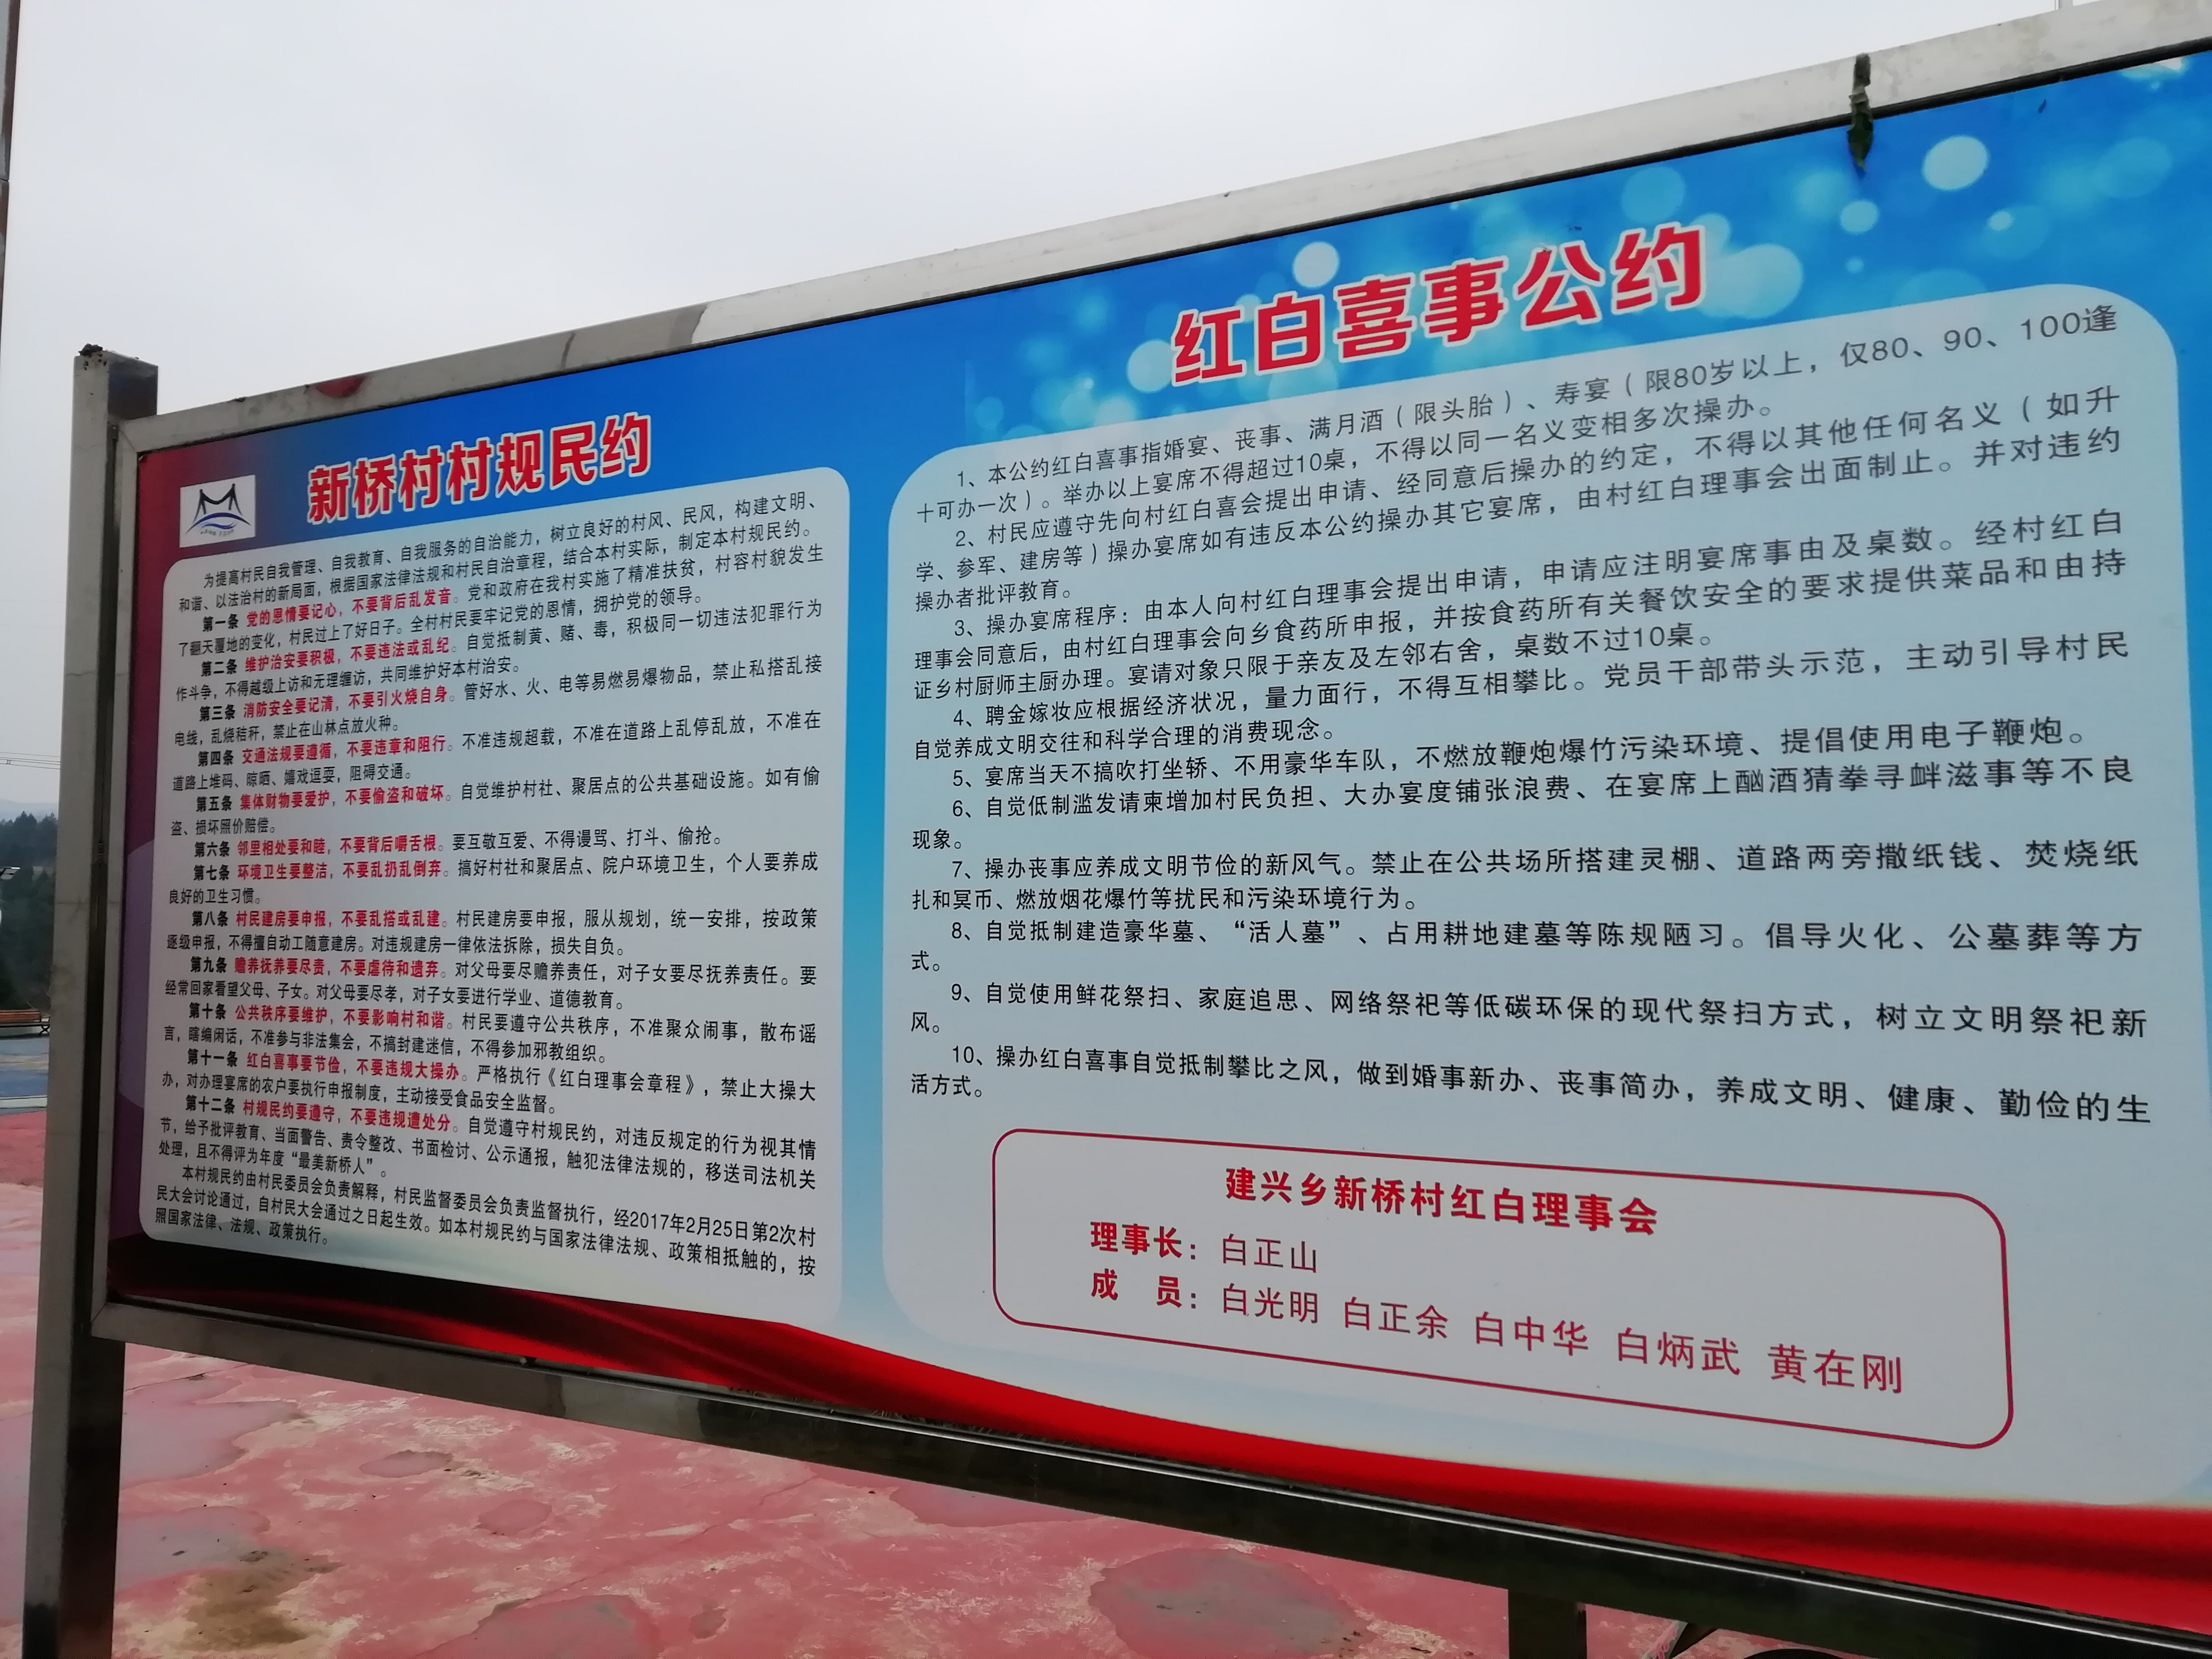 新桥村村规民约
为提高村民自我管理、自我教育、自我服务的自治能力，树立良好的村风、民风，构建文明、
和谐、以法治村的新局面，根据国家法律法规和村民自治章程，结合本村实际，制定本村规民约。
第一条 党的恩情要记心，不要背后乱发音。党和政府在我村实施了精准扶贫，村容村貌发生
了翻天覆地的变化，村民过上了好日子。全村村民要牢记党的恩情，拥护党的领导。
第二条 维护治安要积极，不要违法或乱纪。自觉抵制黄、赌、毒，积极同一切违法犯罪行为
作斗争，不得越级上访和无理缠访，共同维护好本村治安。
第三条 消防安全要记清，不要引火烧自身。管好水、火、电等易燃易爆物品，禁止私搭乱接
电线，乱烧秸秆，禁止在山林点放火种。
第四条 交通法规要遵循，不要违章和阻行。不准违规超载，不准在道路上乱停乱放，不准在
道路上堆码、晾晒、嬉戏逗耍，阻碍交通。
第五条 集体财物要爱护，不要偷盗和破坏。自觉维护村社、聚居点的公共基础设施。如有偷
盗、损坏照价赔偿。
第六条 邻里相处要和睦，不要背后嚼舌根。要互敬互爱、不得谩骂、打斗、偷抢。
第七条 环境卫生要整洁，不要乱扔乱倒弃。搞好村社和聚居点、院户环境卫生，个人要养成
良好的卫生习惯。
第八条 村民建房要申报，不要乱搭或乱建。村民建房要申报，服从规划，统一安排，按政策
逐级申报，不得擅自动工随意建房。对违规建房一律依法拆除，损失自负。
第九条 赡养抚养要尽责，不要虐待和遗弃。对父母要尽赡养责任，对子女要尽抚养责任。要
经常回家看望父母、子女。对父母要尽孝，对子女要进行学业、道德教育。
第十条 公共秩序要维护，不要影响村和谐。村民要遵守公共秩序，不准聚众闹事，散布谣
言，瞎编闲话，不准参与非法集会，不搞封建迷信，不得参加邪教组织。
第十一条 红白喜事要节俭，不要违规大操办。严格执行《红白理事会章程》，禁止大操大
办，对办理宴席的农户要执行申报制度，主动接受食品安全监督。
第十二条 村规民约要遵守，不要违规遭处分。自觉遵守村规民约，对违反规定的行为视其情
节，给予批评教育、当面警告、责令整改、书面检讨、公示通报，触犯法律法规的，移送司法机关
处理，且不得评为年度“最美新桥人”。
本村规民约由村民委员会负责解释，村民监督委员会负责监督执行，经2017年2月25日第2次村
民大会讨论通过，自村民大会通过之日起生效。如本村规民约与国家法律法规、政策相抵触的，按
照国家法律、法规、政策执行。
红白喜事公约
1、本公约红白喜事指婚宴、丧事、满月酒（限头胎）、寿宴（限80岁以上，仅80、90、100逢
十可办一次）。举办以上宴席不得超过10桌，不得以同一名义变相多次操办。
2、村民应遵守先向村红白喜会提出申请、经同意后操办的约定，不得以其他任何名义（如升
学、参军、建房等）操办宴席如有违反本公约操办其它宴席，由村红白理事会出面制止。并对违约
操办者批评教育。
3、操办宴席程序：由本人向村红白理事会提出申请，申请应注明宴席事由及桌数。经村红白
理事会同意后，由村红白理事会向乡食药所申报，并按食药所有关餐饮安全的要求提供菜品和由持
证乡村厨师主厨办理。宴请对象只限于亲友及左邻右舍，桌数不过10桌。
4、聘金嫁妆应根据经济状况，量力面行，不得互相攀比。党员干部带头示范，主动引导村民
自觉养成文明交往和科学合理的消费现念。
5、宴席当天不搞吹打坐轿、不用豪华车队，不燃放鞭炮爆竹污染环境、提倡使用电子鞭炮。
6、自觉低制滥发请柬增加村民负担、大办宴度铺张浪费、在宴席上酗酒猜拳寻衅滋事等不良
现象。
7、操办丧事应养成文明节俭的新风气。禁止在公共场所搭建灵棚、道路两旁撒纸钱、焚烧纸
扎和冥币、燃放烟花爆竹等扰民和污染环境行为。
8、自觉抵制建造豪华墓、“活人墓”、占用耕地建墓等陈规陋习。倡导火化、公墓葬等方
式。
9、自觉使用鲜花祭扫、家庭追思、网络祭祀等低碳环保的现代祭扫方式，树立文明祭祀新
风。
10、操办红白喜事自觉抵制攀比之风，做到婚事新办、丧事简办，养成文明、健康、勤俭的生
活方式。
建兴乡新桥村红白理事会
理事长：白正山
成 员：白光明 白正余 白中华 白炳武 黄在刚